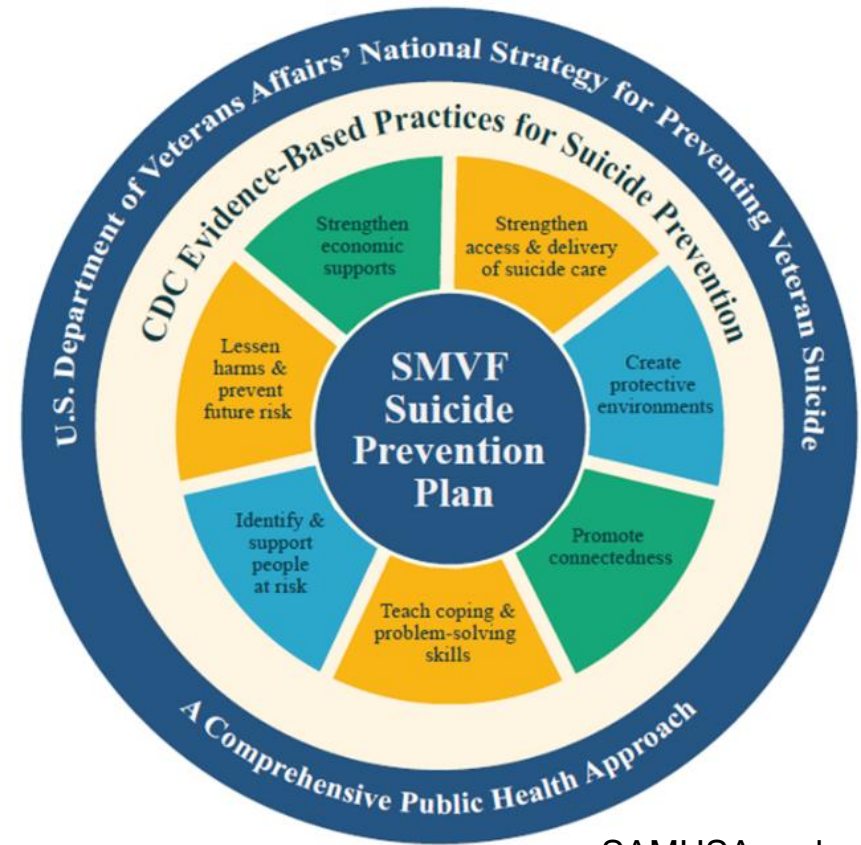 U.S. Department of Veterans Affairs' National Strategy for Preventing Veteran Suicide
CDC Evidence-Based Practices for Suicide Prevention
Strengthen
economic
supports
Strengthen
access & delivery
of suicide care
Lessen
harms &
prevent
future risk
SMVF
Suicide
Prevention
Plan
Create
protective
environments
Identify &
support
people
at risk
Promote
connectedness
Teach coping &
problem-solving
skills
A Comprehensive Public Health Approach